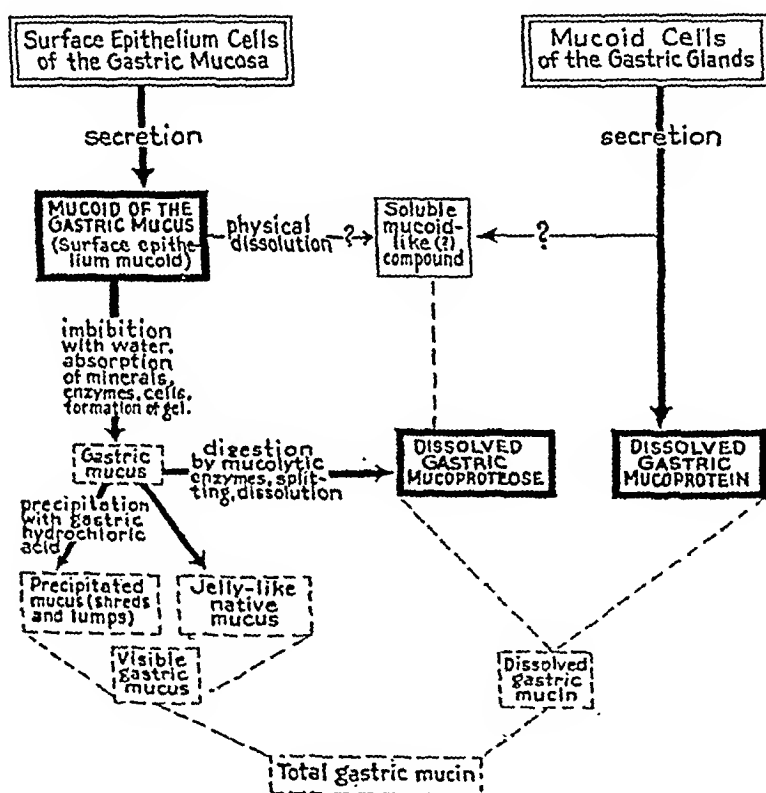 Surface Epithelium Cells
of the Gastric Mucosa
Mucoid Cells
of the Gastric Glands
secretion
secretion
MUCOID OF THE
GASTRIC MUCUS
(Surface epithe-
lium mucoid)
physical
dissolution
?
Soluble
mucoid-
like (?)
compound
?
imbibition
with water,
absorption
of minerals,
enzymes, cells,
formation of gel.
Gastric
mucus
digestion
by mucolytic
enzymes, split-
ting, dissolution
DISSOLVED
GASTRIC
MUCOPROTEOSE
DISSOLVED
GASTRIC
MUCOPROTEIN
precipitation
with gastric
hydrochloric
acid
Precipitated
mucus (shreds
and lumps)
Jelly-like
native
mucus
Visible
gastric
mucus
Dissolved
gastric
mucin
Total gastric mucin